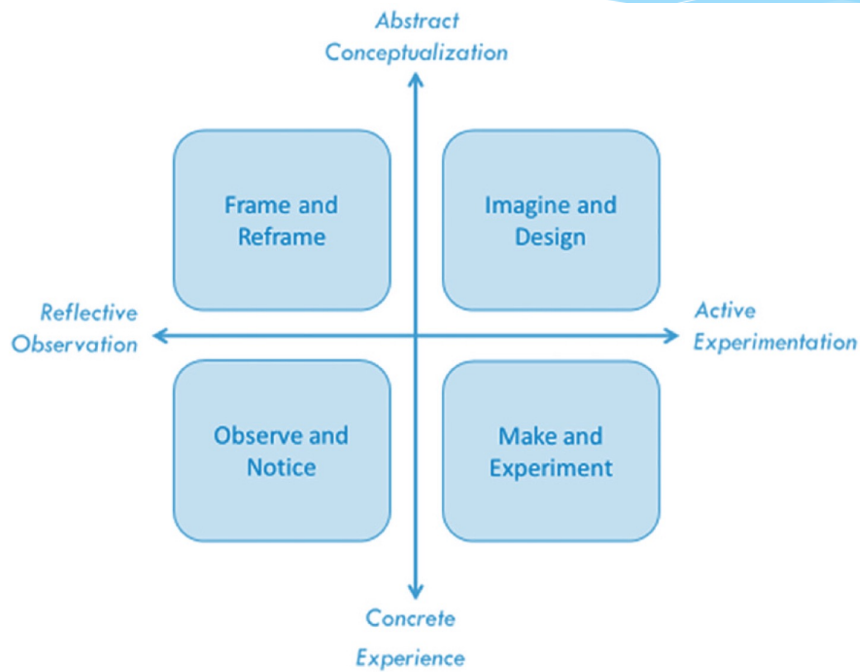 Abstract
Conceptualization
Frame and
Reframe
Imagine and
Design
Reflective
Observation
Active
Experimentation
Observe and
Notice
Make and
Experiment
Concrete
Experience